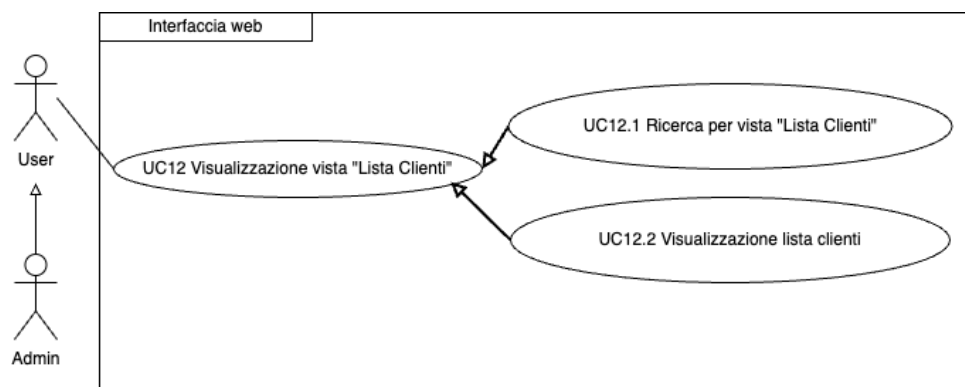 Interfaccia web
User
UC12.1 Ricerca per vista "Lista Clienti"
UC12 Visualizzazione vista "Lista Clienti"
UC12.2 Visualizzazione lista clienti
Admin